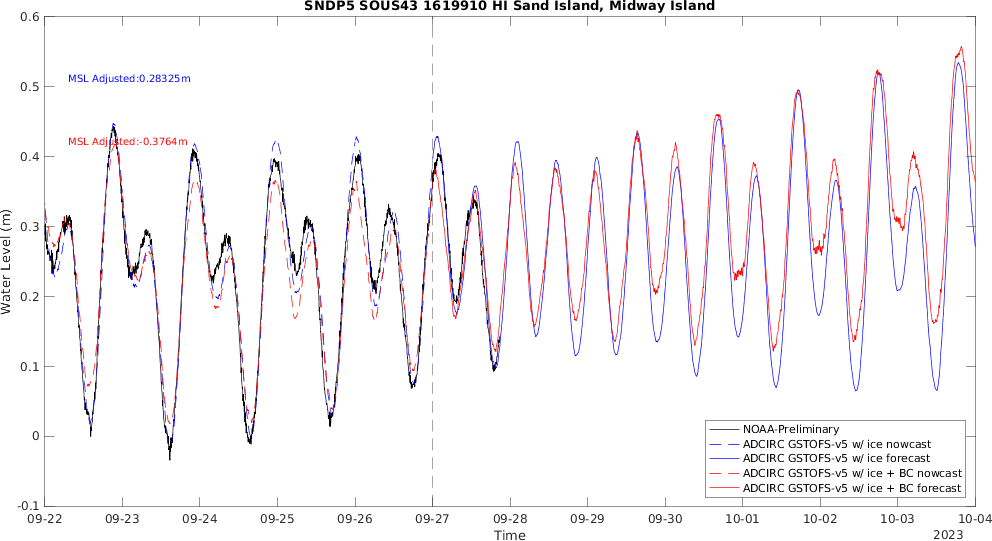 SNDP5 SOUS43 1619910 HI Sand Island, Midway Island
0.6
0.5
0.4
0.3
0.2
0.1
0
-0.1
Water Level (m)
MSL Adjusted:0.28325m
MSL Adjusted:-0.3764m
NOAA-Preliminary
ADCIRC GSTOFS-v5 w/ ice nowcast
ADCIRC GSTOFS-v5 w/ ice forecast
ADCIRC GSTOFS-v5 w/ ice + BC nowcast
ADCIRC GSTOFS-v5 w/ ice + BC forecast
09-22 09-23 09-24 09-25 09-26 09-27 09-28 09-29 09-30 10-01 10-02 10-03 10-04
Time
2023